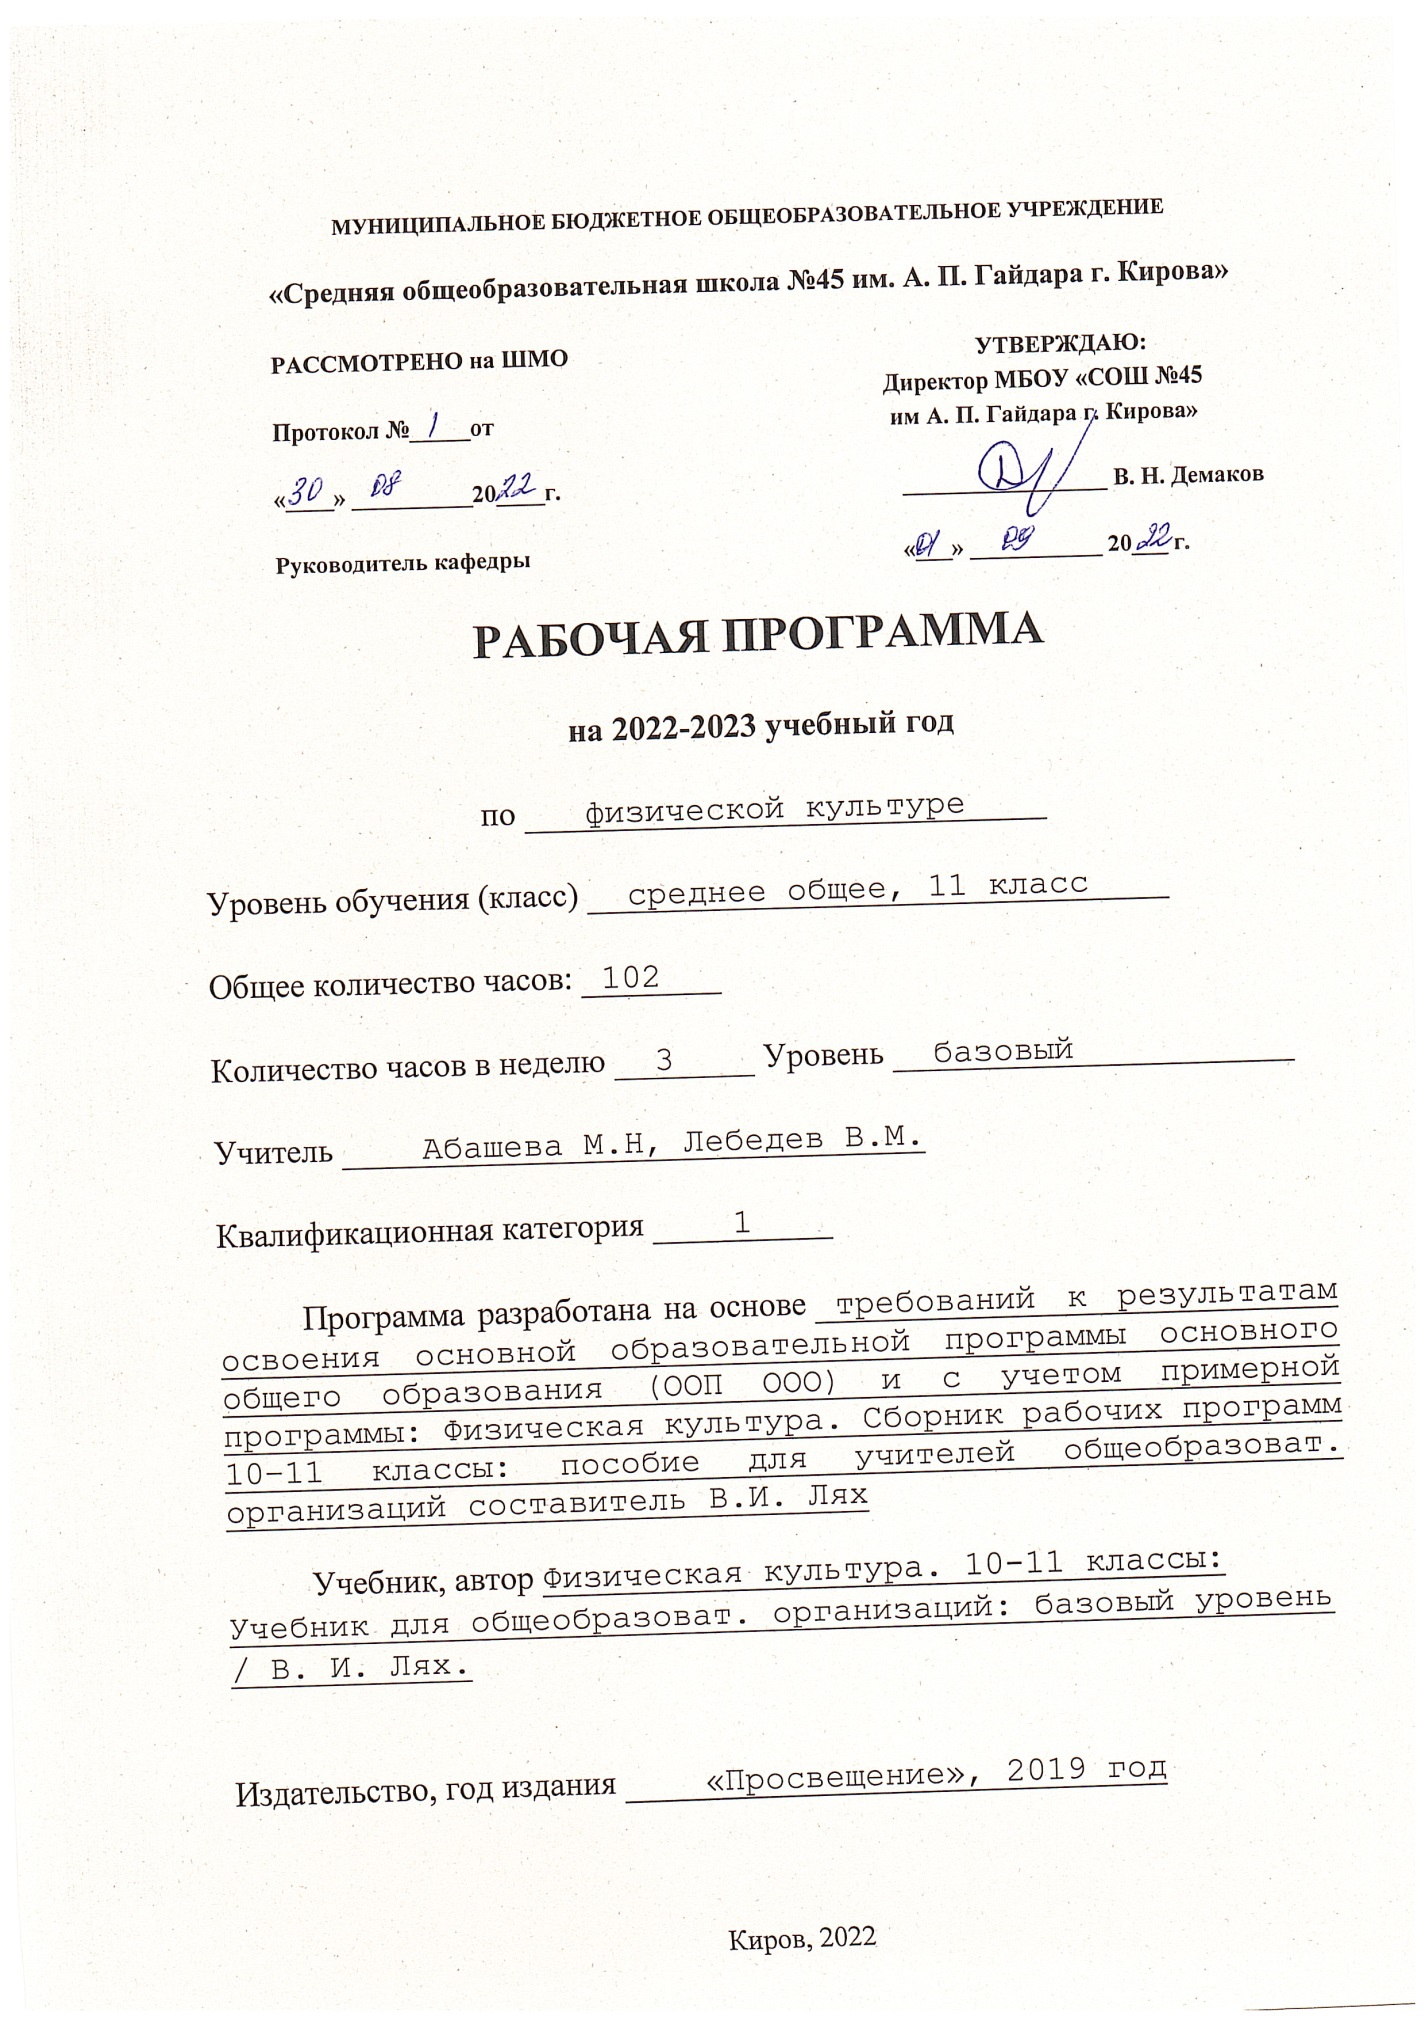 МУНИЦИПАЛЬНОЕ БЮДЖЕТНОЕ ОБЩЕОБРАЗОВАТЕЛЬНОЕ УЧРЕЖДЕНИЕ
«Средняя общеобразовательная школа №45 им. А. П. Гайдара г. Кирова»
РАССМОТРЕНО на ШМО
Протокол № 1 от
«30» 08 2022 г.
Руководитель кафедры
УТВЕРЖДАЮ:
Директор МБОУ «СОШ №45
им А. П. Гайдара г. Кирова»
В. Н. Демаков
«01» 09 2022 г.
РАБОЧАЯ ПРОГРАММА
на 2022-2023 учебный год
по физической культуре
Уровень обучения (класс) среднее общее, 11 класс
Общее количество часов: 102
Количество часов в неделю 3 Уровень базовый
Учитель Абашева М.Н, Лебедев В.М.
Квалификационная категория 1
Программа разработана на основе требований к результатам
освоения основной образовательной программы основного
общего образования (ООП ООО) и с учетом примерной
программы: Физическая культура. Сборник рабочих программ
10-11 классы: пособие для учителей общеобразоват.
организаций составитель В.И. Лях
Учебник, автор Физическая культура. 10-11 классы:
Учебник для общеобразоват. организаций: базовый уровень
/ В. И. Лях.
Издательство, год издания «Просвещение», 2019 год
Киров, 2022